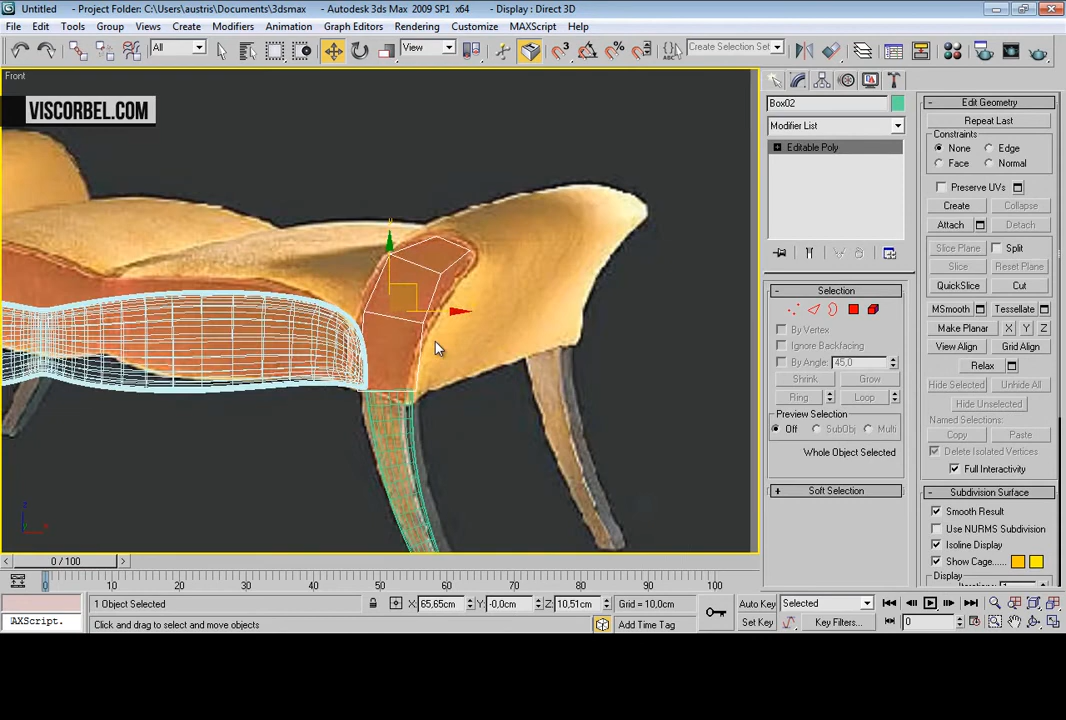 Untitled - Project Folder: C:\Users\austris\Documents\3dsmax - Autodesk 3ds Max 2009 SP1 x64 - Display : Direct 3D
File Edit Tools Group Views Create Modifiers Animation Graph Editors Rendering Customize MAXScript Help
All View Create Selection Set
Front
VISCORBEL.COM
Box02
Modifier List
Editable Poly
Selection
By Vertex
Ignore Backfacing
By Angle: 45,0
Shrink Grow
Ring Loop
Preview Selection
Off SubObj Multi
Whole Object Selected
Soft Selection
Edit Geometry
Repeat Last
Constraints
None Edge
Face Normal
Preserve UVs
Create Collapse
Attach Detach
Slice Plane Split
Slice Reset Plane
QuickSlice Cut
MSmooth Tessellate
Make Planar X Y Z
View Align Grid Align
Relax
Hide Selected Unhide All
Hide Unselected
Named Selections:
Copy Paste
Delete Isolated Vertices
Full Interactivity
Subdivision Surface
Smooth Result
Use NURMS Subdivision
Isoline Display
Show Cage......
Display
0 / 100
0 10 20 30 40 50 60 70 80 90 100
1 Object Selected X: 65,65cm Y: -0,0cm Z: 10,51cm Grid = 10,0cm Auto Key Selected
AXScript. Click and drag to select and move objects Add Time Tag Set Key Key Filters... 0